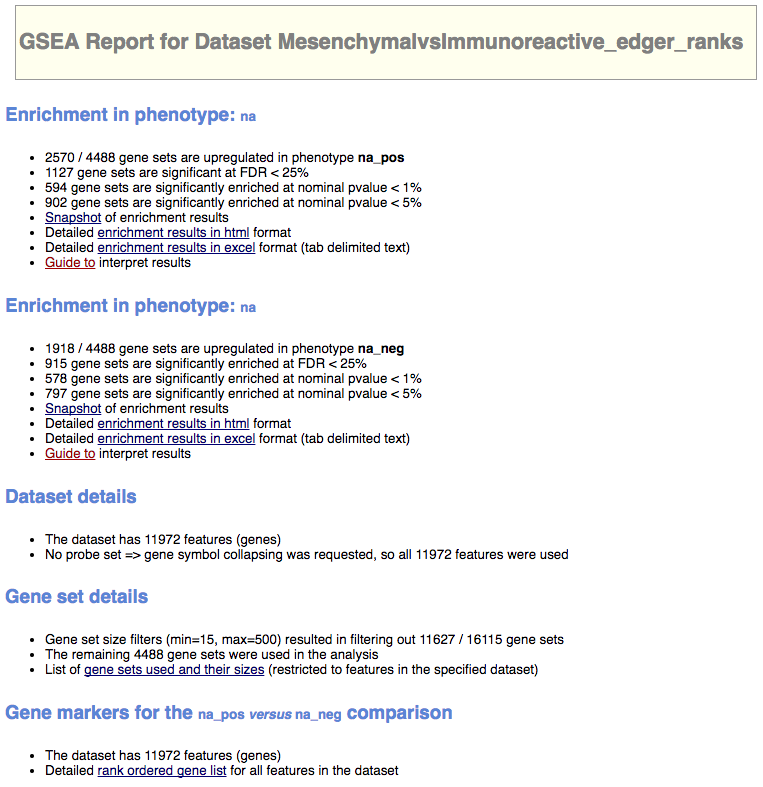 GSEA Report for Dataset MesenchymalvsImmunoreactive_edger_ranks
Enrichment in phenotype: na
• 2570 / 4488 gene sets are upregulated in phenotype na_pos
• 1127 gene sets are significant at FDR < 25%
• 594 gene sets are significantly enriched at nominal pvalue < 1%
• 902 gene sets are significantly enriched at nominal pvalue < 5%
• Snapshot of enrichment results
• Detailed enrichment results in html format
• Detailed enrichment results in excel format (tab delimited text)
• Guide to interpret results
Enrichment in phenotype: na
• 1918 / 4488 gene sets are upregulated in phenotype na_neg
• 915 gene sets are significantly enriched at FDR < 25%
• 578 gene sets are significantly enriched at nominal pvalue < 1%
• 797 gene sets are significantly enriched at nominal pvalue < 5%
• Snapshot of enrichment results
• Detailed enrichment results in html format
• Detailed enrichment results in excel format (tab delimited text)
• Guide to interpret results
Dataset details
• The dataset has 11972 features (genes)
• No probe set => gene symbol collapsing was requested, so all 11972 features were used
Gene set details
• Gene set size filters (min=15, max=500) resulted in filtering out 11627 / 16115 gene sets
• The remaining 4488 gene sets were used in the analysis
• List of gene sets used and their sizes (restricted to features in the specified dataset)
Gene markers for the na_pos versus na_neg comparison
• The dataset has 11972 features (genes)
• Detailed rank ordered gene list for all features in the dataset